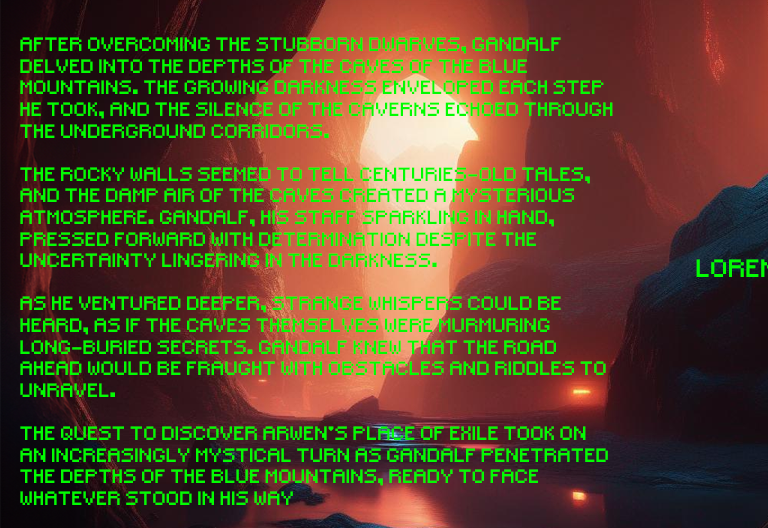 AFTER OVERCOMING THE STUBBORN DWARVES, GANDALF
DELVED INTO THE DEPTHS OF THE CAVES OF THE BLUE
MOUNTAINS. THE GROWING DARKNESS ENVELOPED EACH STEP
HE TOOK, AND THE SILENCE OF THE CAVERNS ECHOED THROUGH
THE UNDERGROUND CORRIDORS.
THE ROCKY WALLS SEEMED TO TELL CENTURIES-OLD TALES,
AND THE DAMP AIR OF THE CAVES CREATED A MYSTERIOUS
ATMOSPHERE. GANDALF, HIS STAFF SPARKLING IN HAND,
PRESSED FORWARD WITH DETERMINATION DESPITE THE
UNCERTAINTY LINGERING IN THE DARKNESS.
LOREM
AS HE VENTURED DEEPER, STRANGE WHISPERS COULD BE
HEARD, AS IF THE CAVES THEMSELVES WERE MURMURING
LONG-BURIED SECRETS. GANDALF KNEW THAT THE ROAD
AHEAD WOULD BE FRAUGHT WITH OBSTACLES AND RIDDLES TO
UNRAVEL.
THE QUEST TO DISCOVER ARWEN'S PLACE OF EXILE TOOK ON
AN INCREASINGLY MYSTICAL TURN AS GANDALF PENETRATED
THE DEPTHS OF THE BLUE MOUNTAINS, READY TO FACE
WHATEVER STOOD IN HIS WAY